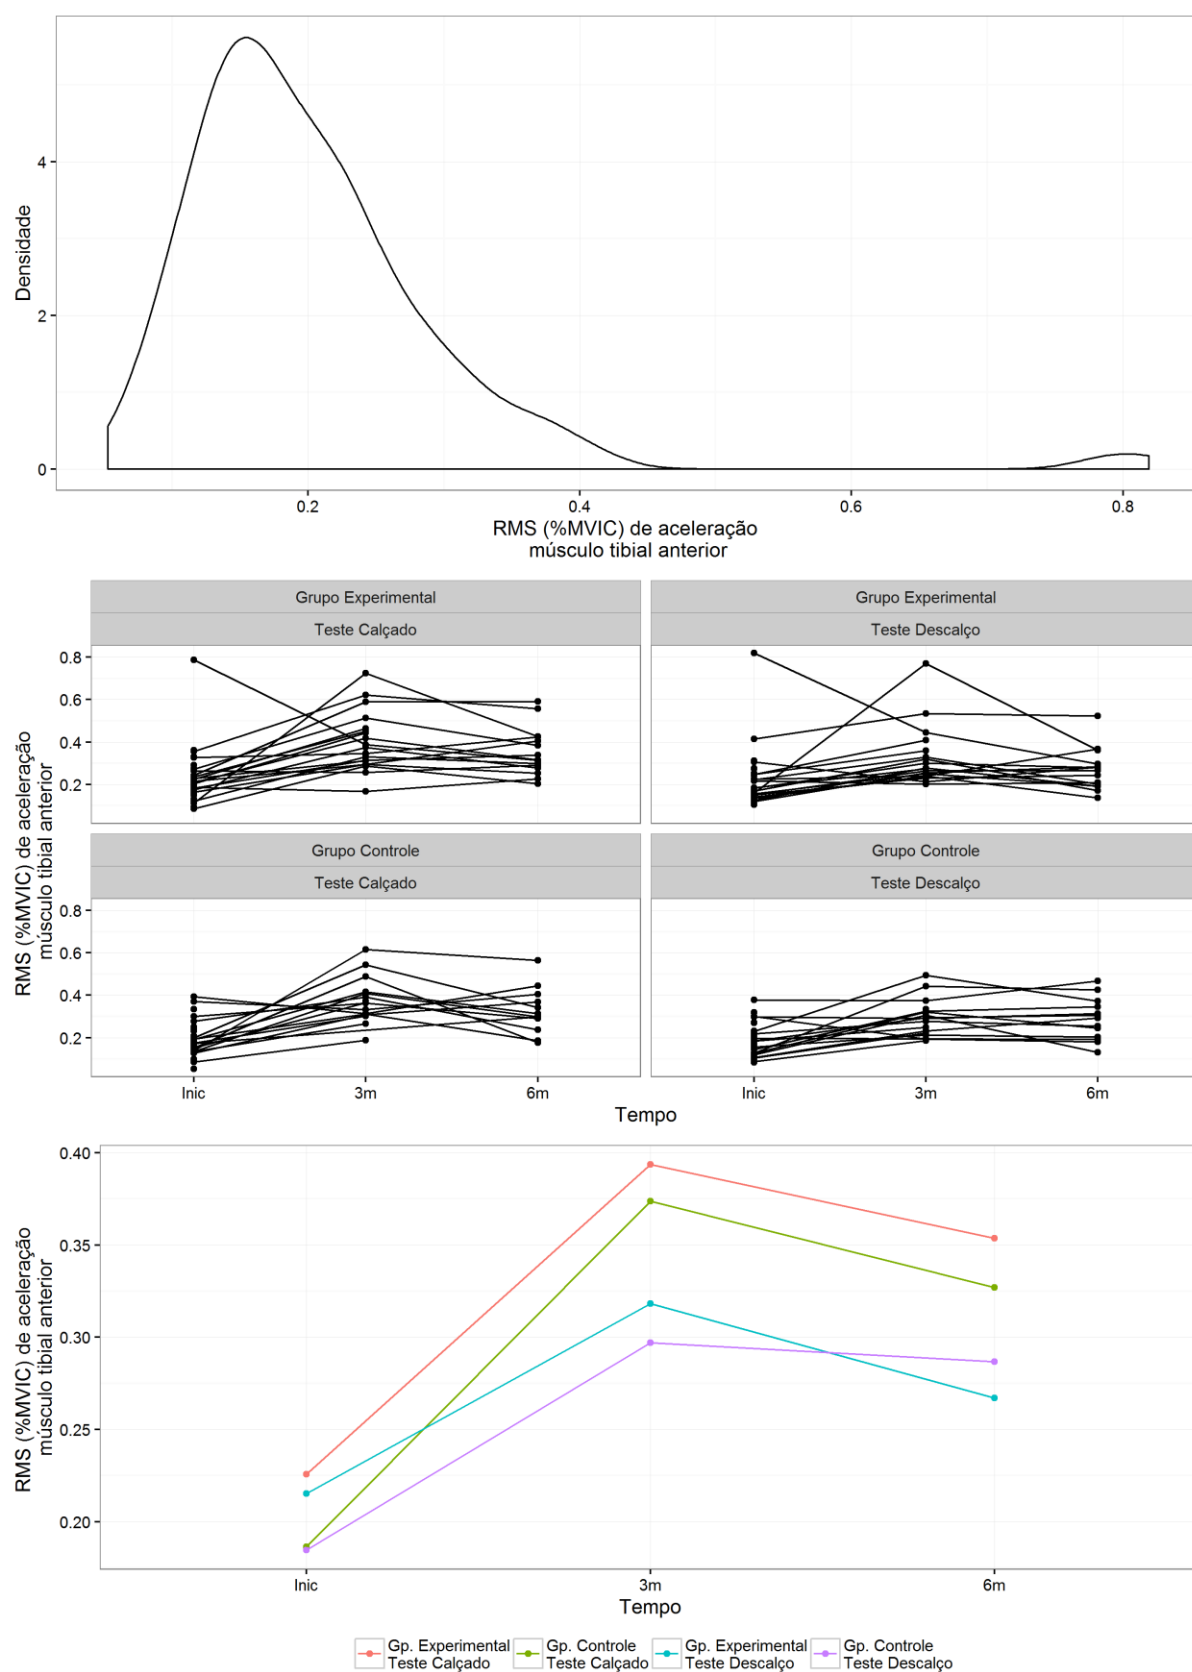 Densidade
4
2
0
0.2
0.4
0.6
0.8
RMS (%MVIC) de aceleração
músculo tibial anterior
RMS (%MVIC) de aceleração
músculo tibial anterior
Grupo Experimental
Teste Calçado
Grupo Experimental
Teste Descalço
0.8
0.6
0.4
0.2
Grupo Controle
Teste Calçado
Grupo Controle
Teste Descalço
0.8
0.6
0.4
0.2
Inic
3m
6m
Inic
3m
6m
Tempo
RMS (%MVIC) de aceleração
músculo tibial anterior
0.40
0.35
0.30
0.25
0.20
Inic
3m
6m
Tempo
Gp. Experimental
Teste Calçado
Gp. Controle
Teste Calçado
Gp. Experimental
Teste Descalço
Gp. Controle
Teste Descalço